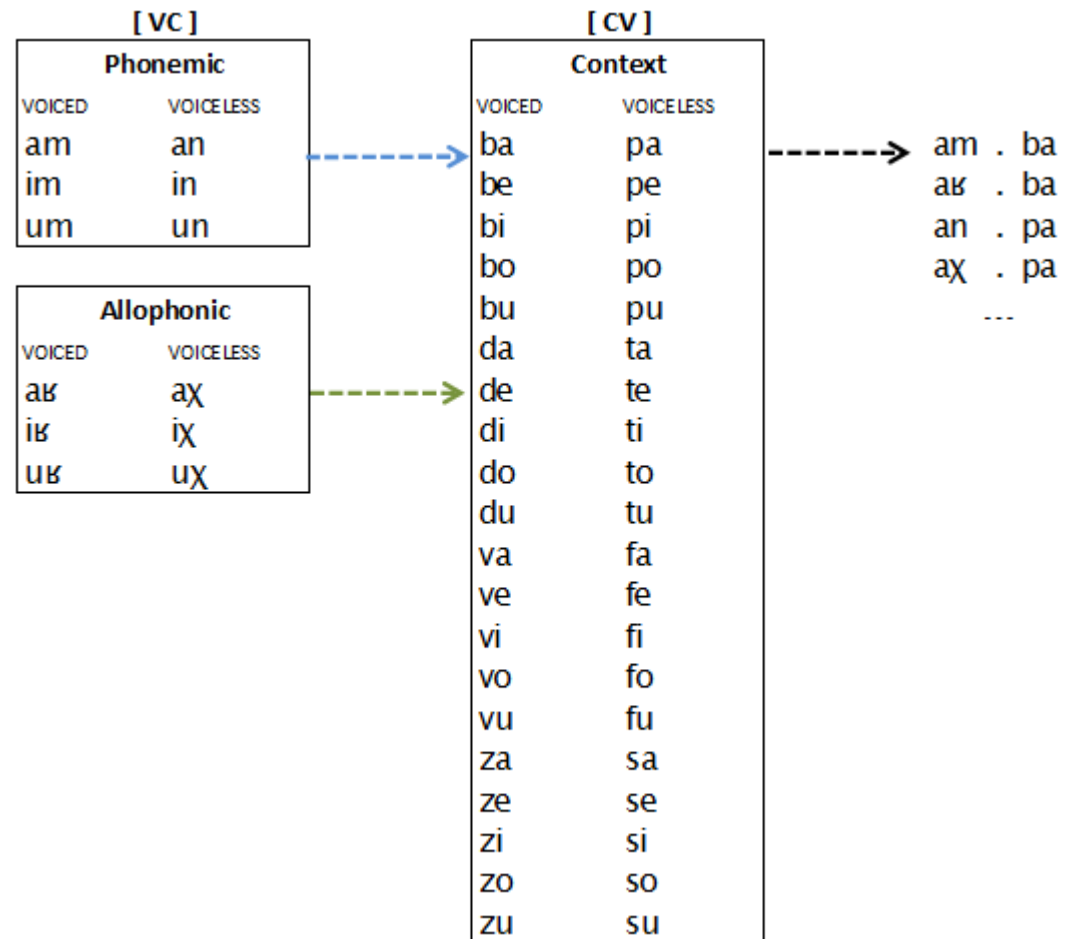 [ VC ]
Phonemic
VOICED VOICELESS
am an
im in
um un
Allophonic
VOICED VOICELESS
aʁ aχ
iʁ iχ
uʁ uχ
[ CV ]
Context
VOICED VOICELESS
ba pa
be pe
bi pi
bo po
bu pu
da ta
de te
di ti
do to
du tu
va fa
ve fe
vi fi
vo fo
vu fu
za sa
ze se
zi si
zo so
zu su
am . ba
aʁ . ba
an . pa
aχ . pa
...